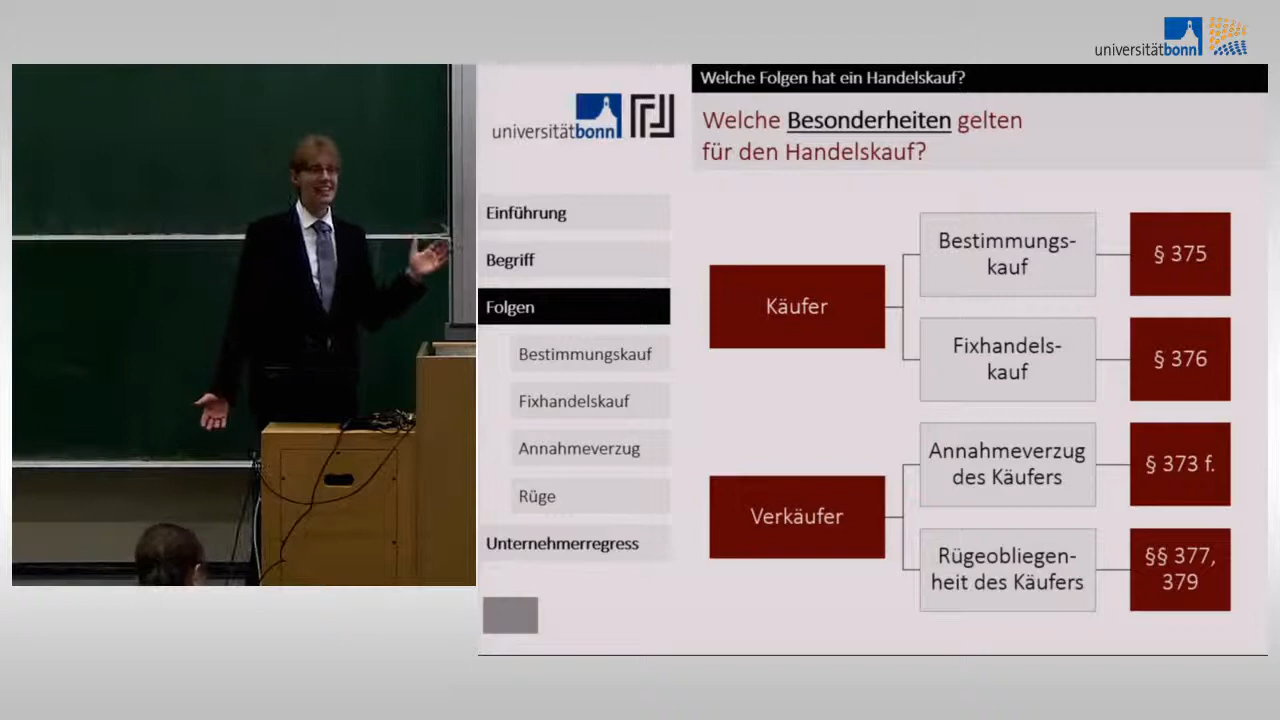 universitätbonn
Welche Folgen hat ein Handelskauf?
universitätbonn
Welche Besonderheiten gelten
für den Handelskauf?
Einführung
Begriff
Folgen
Bestimmungskauf
Fixhandelskauf
Annahmeverzug
Rüge
Unternehmerregress
Käufer
Bestimmungs-
kauf
§ 375
Fixhandels-
kauf
§ 376
Verkäufer
Annahmeverzug
des Käufers
§ 373 f.
Rügeobliegen-
heit des Käufers
§§ 377,
379